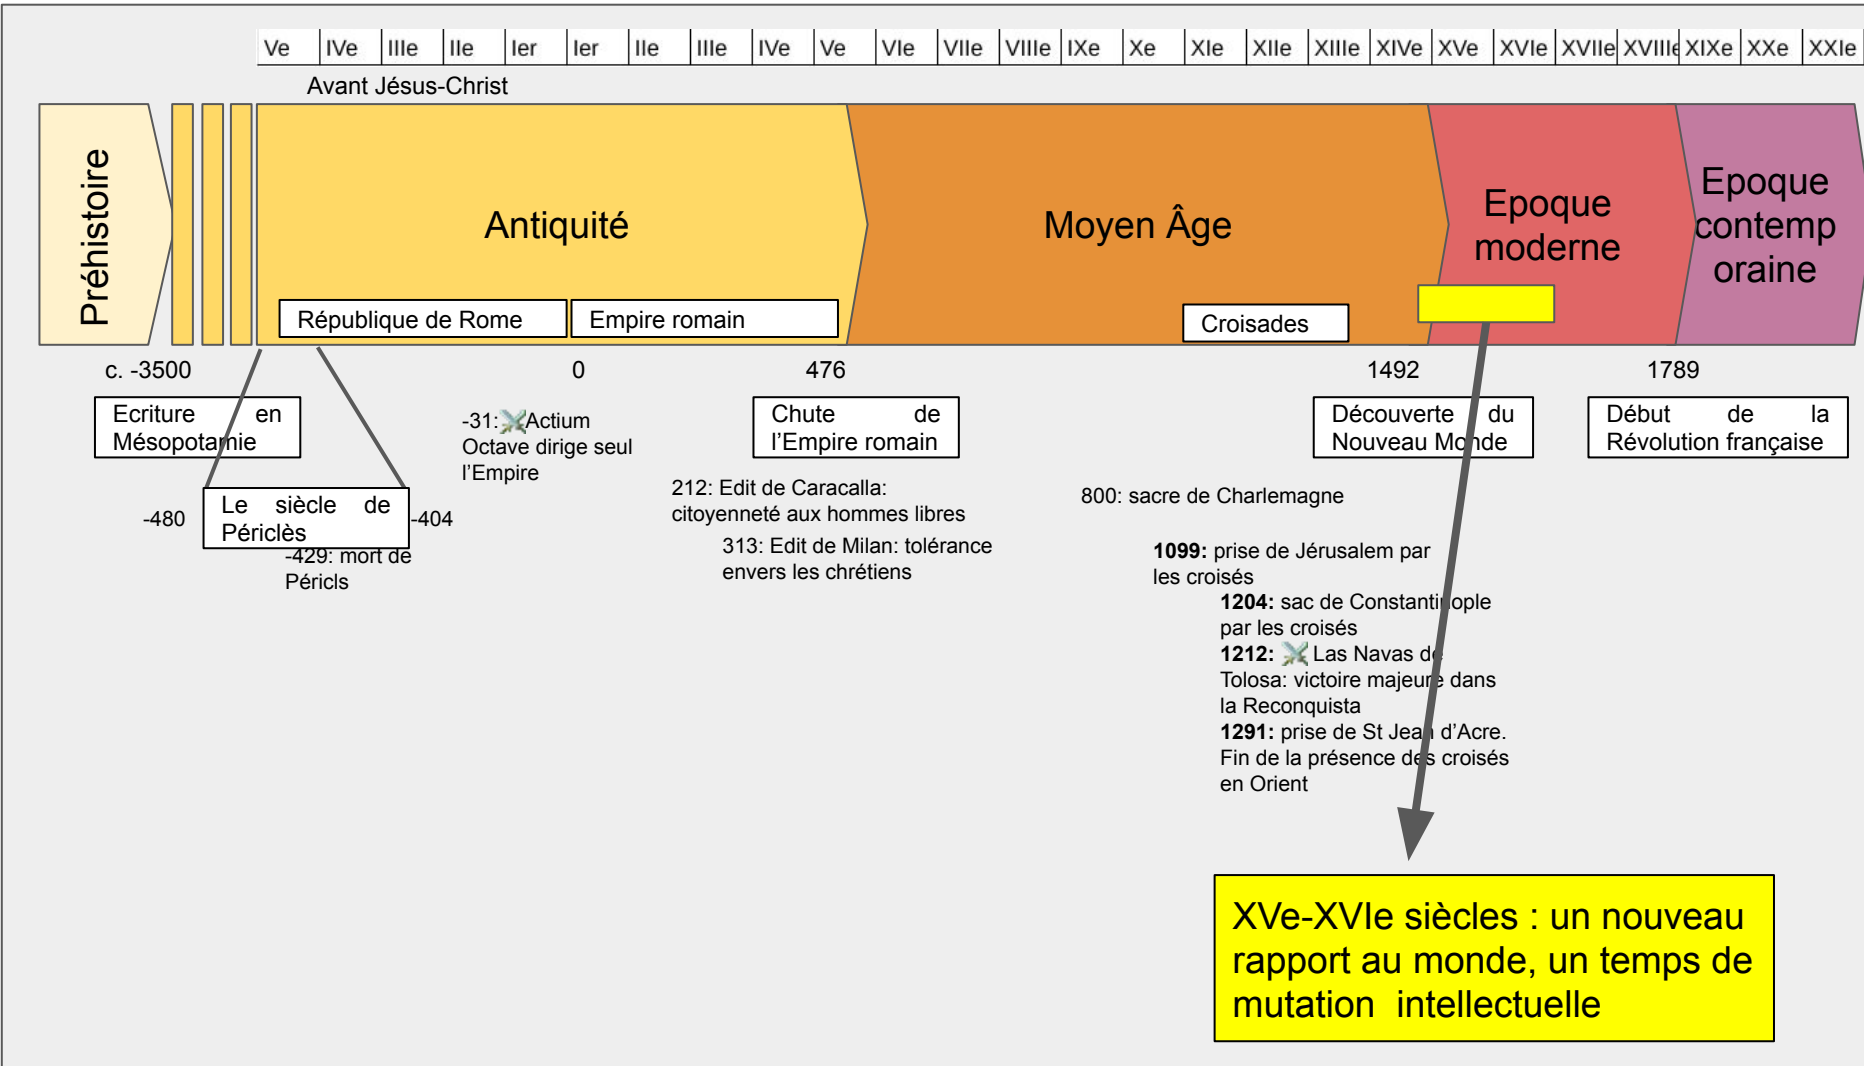 Ve IVe IIIe IIe Ier Ier IIe IIIe IVe Ve VIe VIIe VIIIe IXe Xe XIe XIIe XIIIe XIVe XVe XVIe XVIIe XVIIIe XIXe XXe XXIe
Avant Jésus-Christ
Préhistoire
Antiquité
Moyen Âge
Epoque
moderne
Epoque
contemp
oraine
République de Rome
Empire romain
Croisades
c. -3500
0
476
1492
1789
Ecriture en
Mésopotamie
-31: Actium
Octave dirige seul
l'Empire
Chute de
l'Empire romain
Découverte du
Nouveau Monde
Début de la
Révolution française
-480
Le siècle de
Périclès
-404
-429: mort de
Péricls
212: Edit de Caracalla:
citoyenneté aux hommes libres
313: Edit de Milan: tolérance
envers les chrétiens
800: sacre de Charlemagne
1099: prise de Jérusalem par
les croisés
1204: sac de Constantinople
par les croisés
1212: Las Navas de
Tolosa: victoire majeure dans
la Reconquista
1291: prise de St Jean d'Acre.
Fin de la présence des croisés
en Orient
XVe-XVIe siècles : un nouveau
rapport au monde, un temps de
mutation intellectuelle